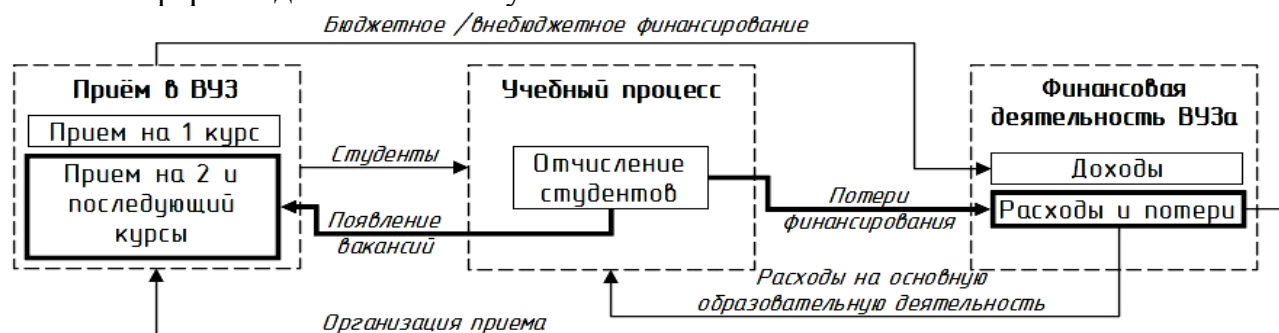 Бюджетное /внебюджетное финансирование
Приём в ВУЗ
Прием на 1 курс
Прием на 2 и
последующий
курсы
Студенты
Появление
вакансий
Учебный процесс
Отчисление
студентов
Потери
финансирования
Финансовая
деятельность ВУЗа
Доходы
Расходы и потери
Расходы на основную
образовательную деятельность
Организация приема